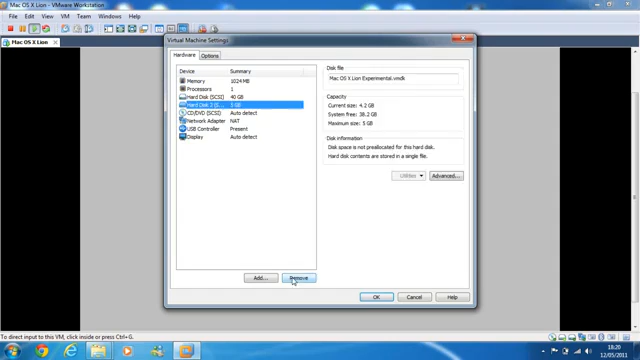 Mac OS X Lion - VMware Workstation
File Edit View VM Team Windows Help
Mac OS X Lion
Virtual Machine Settings
Hardware Options
Device Summary
Memory 1024 MB
Processors 1
Hard Disk (SCSI) 40 GB
Hard Disk 2 (S... 5 GB
CD/DVD (SCSI) Auto detect
Network Adapter NAT
USB Controller Present
Display Auto detect
Add... Remove
Disk file
Mac OS X Lion Experimental.vmdk
Capacity
Current size: 4.2 GB
System free: 38.2 GB
Maximum size: 5 GB
Disk information
Disk space is not preallocated for this hard disk.
Hard disk contents are stored in a single file.
Utilities Advanced...
OK Cancel Help
To direct input to this VM, click inside or press Ctrl+G.
18:20
12/05/2011